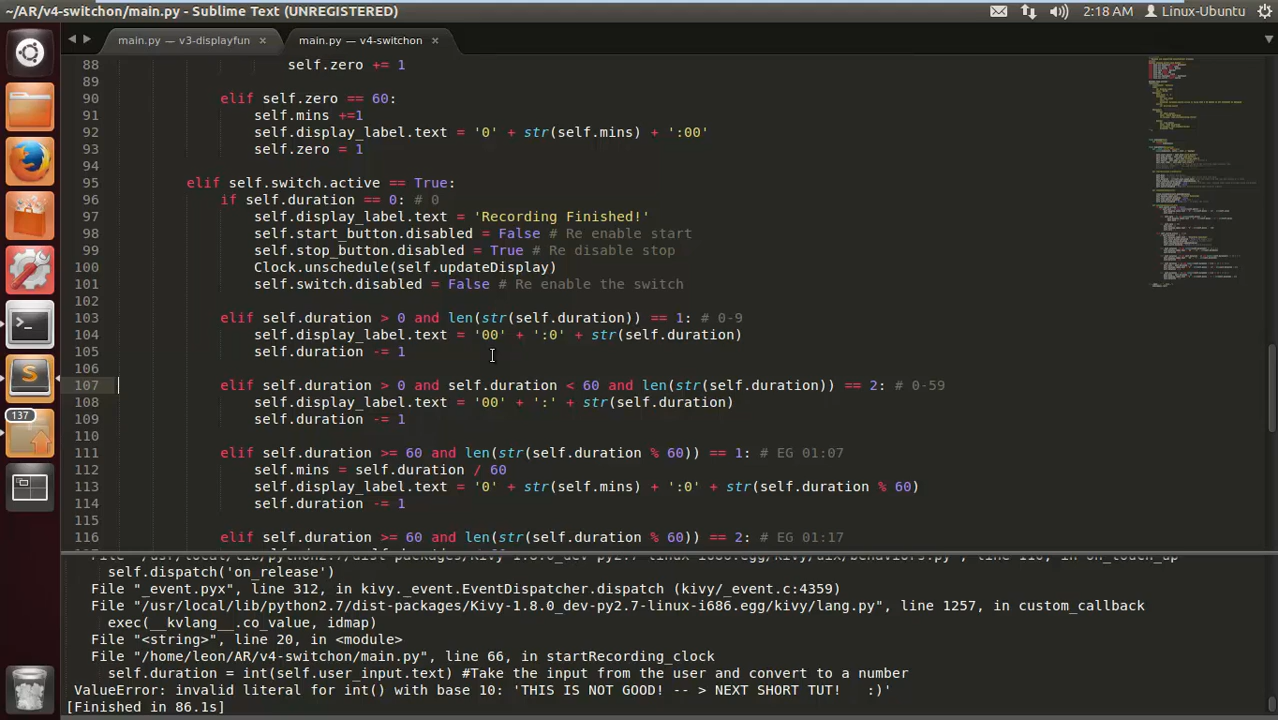 ~/AR/v4-switchon/main.py - Sublime Text (UNREGISTERED)
2:18 AM
Linux-Ubuntu
main.py — v3-displayfun ×
main.py — v4-switchon ×
88 self.zero += 1
89
90 elif self.zero == 60:
91 self.mins +=1
92 self.display_label.text = '0' + str(self.mins) + ':00'
93 self.zero = 1
94
95 elif self.switch.active == True:
96 if self.duration == 0: # 0
97 self.display_label.text = 'Recording Finished!'
98 self.start_button.disabled = False # Re enable start
99 self.stop_button.disabled = True # Re disable stop
100 Clock.unschedule(self.updateDisplay)
101 self.switch.disabled = False # Re enable the switch
102
103 elif self.duration > 0 and len(str(self.duration)) == 1: # 0-9
104 self.display_label.text = '00' + ':0' + str(self.duration)
105 self.duration -= 1
106
107 elif self.duration > 0 and self.duration < 60 and len(str(self.duration)) == 2: # 0-59
108 self.display_label.text = '00' + ':' + str(self.duration)
109 self.duration -= 1
110
111 elif self.duration >= 60 and len(str(self.duration % 60)) == 1: # EG 01:07
112 self.mins = self.duration / 60
113 self.display_label.text = '0' + str(self.mins) + ':0' + str(self.duration % 60)
114 self.duration -= 1
115
116 elif self.duration >= 60 and len(str(self.duration % 60)) == 2: # EG 01:17
137
self.dispatch('on_release')
File "_event.pyx", line 312, in kivy._event.EventDispatcher.dispatch (kivy/_event.c:4359)
File "/usr/local/lib/python2.7/dist-packages/Kivy-1.8.0_dev-py2.7-linux-i686.egg/kivy/lang.py", line 1257, in custom_callback
exec(__kvlang__.co_value, idmap)
File "<string>", line 20, in <module>
File "/home/leon/AR/v4-switchon/main.py", line 66, in startRecording_clock
self.duration = int(self.user_input.text) #Take the input from the user and convert to a number
ValueError: invalid literal for int() with base 10: 'THIS IS NOT GOOD! -- > NEXT SHORT TUT!   :)'
[Finished in 86.1s]